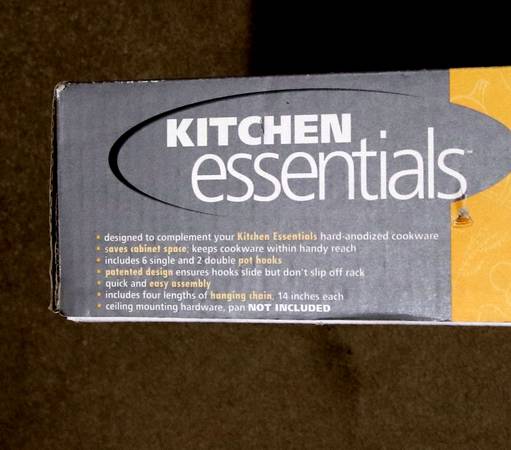 KITCHEN
essentials™
• designed to complement your Kitchen Essentials hard-anodized cookware
• saves cabinet space, keeps cookware within handy reach
• includes 6 single and 2 double pot hooks
• patented design ensures hooks slide but don't slip off rack
• quick and easy assembly
• includes four lengths of hanging chain, 14 inches each
• ceiling mounting hardware, pan NOT INCLUDED